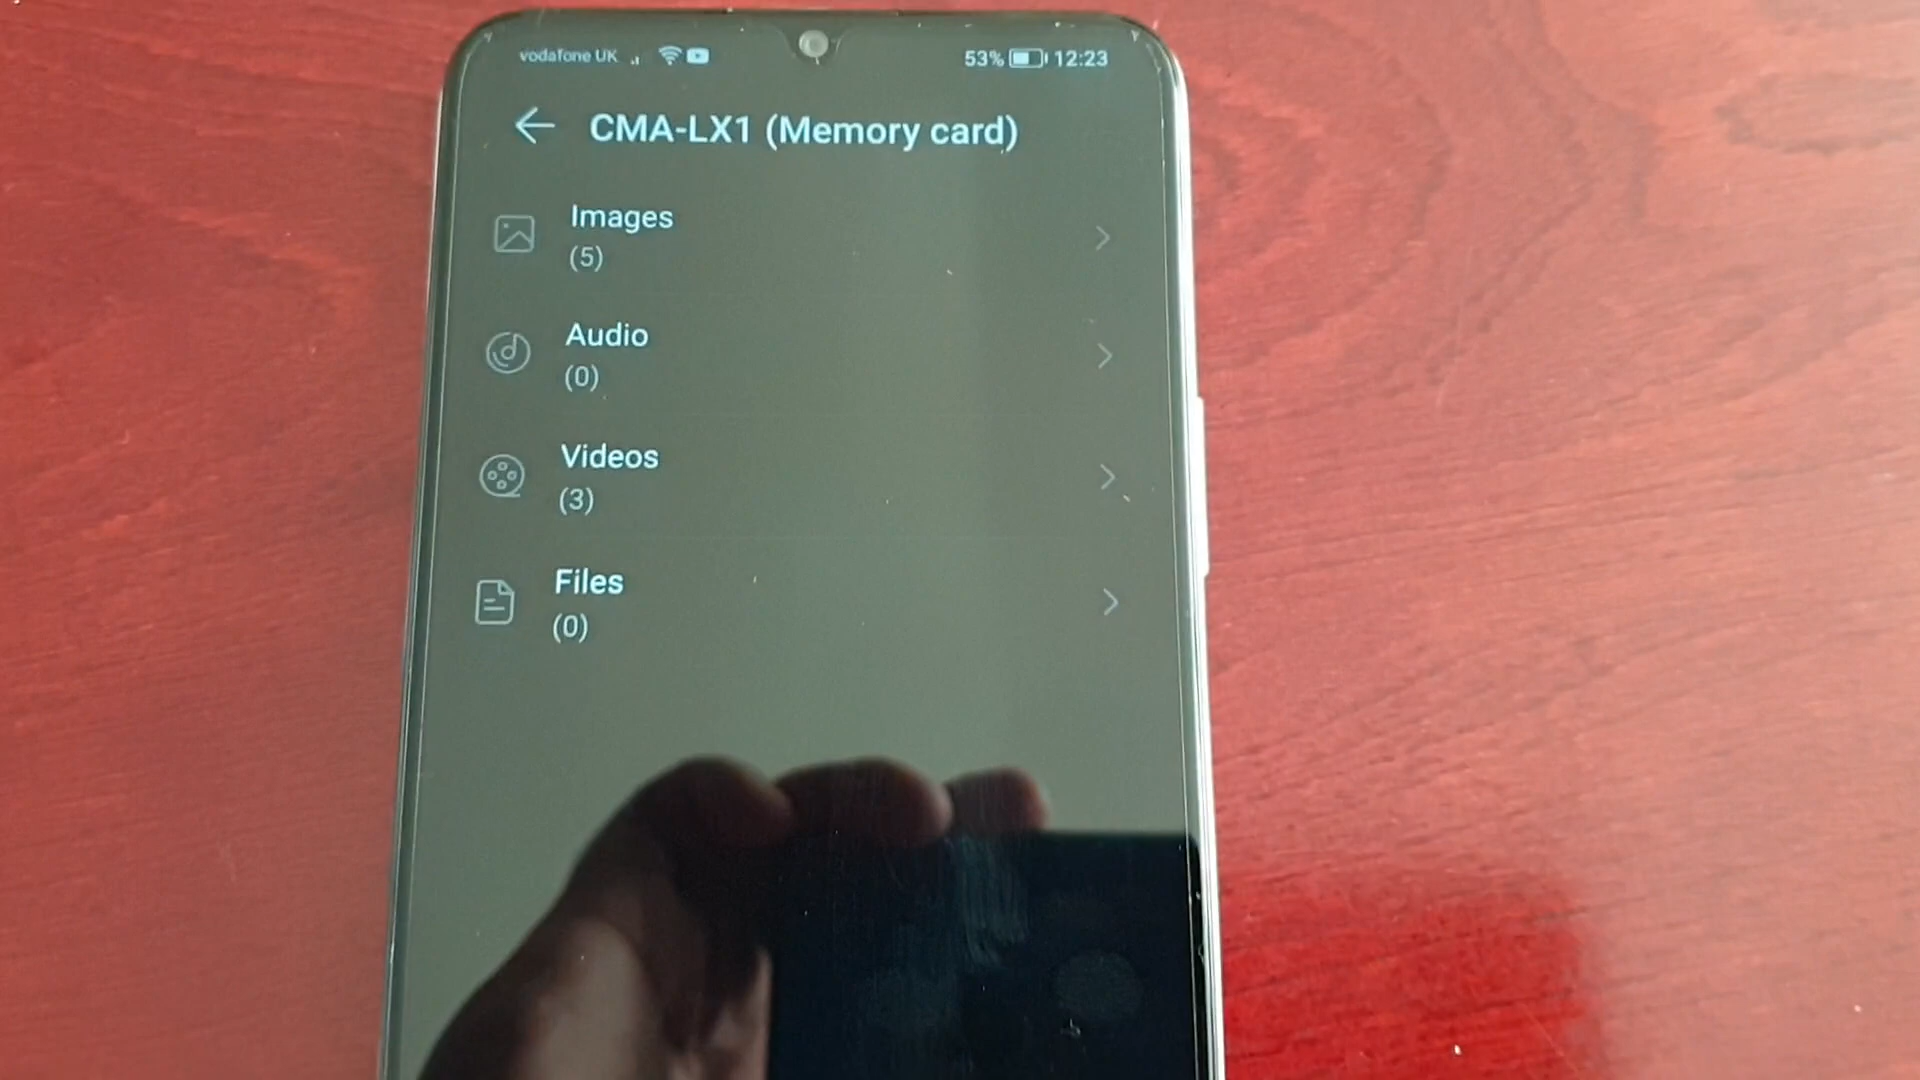 vodafone UK 53% 12:23
CMA-LX1 (Memory card)
Images
(5)
Audio
(0)
Videos
(3)
Files
(0)